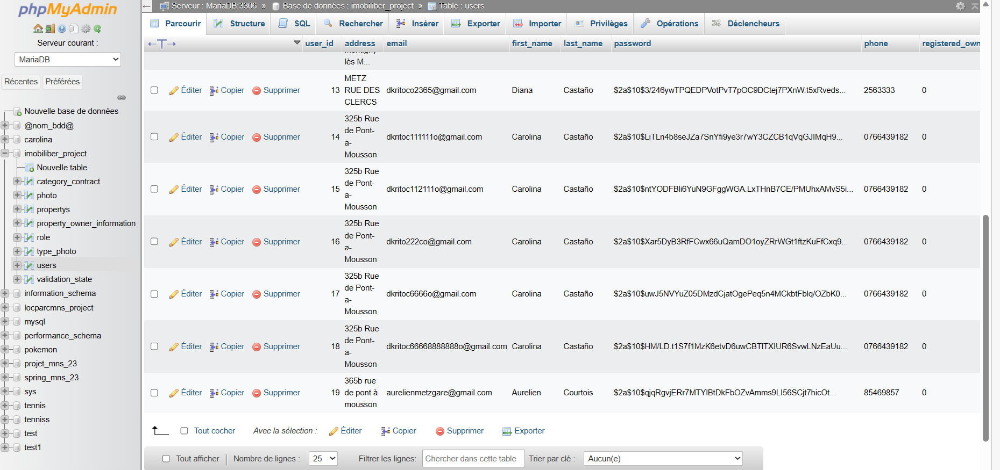 phpMyAdmin
Serveur courant :
MariaDB
Récentes
Préférées
Nouvelle base de données
@nom_bdd@
carolina
imobiliber_project
Nouvelle table
category_contract
photo
propertys
property_owner_information
role
type_photo
users
validation_state
information_schema
locparcmns_project
mysql
performance_schema
pokemon
projet_mns_23
spring_mns_23
sys
tennis
tenniss
test
test1
Serveur : MariaDB:3306 » Base de données : imobiliber_project » Table : users
Parcourir Structure SQL Rechercher Insérer Exporter Importer Privilèges Opérations Déclencheurs
user_id address email first_name last_name password phone registered_own
lès M...
Éditer Copier Supprimer 13 METZ RUE DES CLERCS dkritoco2365@gmail.com Diana Castaño $2a$10$3/246ywTPQEDPVotPvT7pOC9DCtej7PXnW.t5xRveds... 2563333 0
Éditer Copier Supprimer 14 325b Rue de Pont-a-Mousson dkritoc111111o@gmail.com Carolina Castaño $2a$10$LiTLn4b8seJZa7SnYfi9ye3r7wY3CZCB1qVqGJIMqH9... 0766439182 0
Éditer Copier Supprimer 15 325b Rue de Pont-a-Mousson dkritoc112111o@gmail.com Carolina Castaño $2a$10$ntYODFBli6YuN9GFggWGA.LxTHnB7CE/PMUhxAMvS5i... 0766439182 0
Éditer Copier Supprimer 16 325b Rue de Pont-a-Mousson dkrito222co@gmail.com Carolina Castaño $2a$10$Xar5DyB3RfFCwx66uQamDO1oyZRrWGt1ftzKuFfCxq9... 0766439182 0
Éditer Copier Supprimer 17 325b Rue de Pont-a-Mousson dkritoc6666o@gmail.com Carolina Castaño $2a$10$uwJ5NVYuZ05DMzdCjatOgePeq5n4MCkbtFblq/OZbK0... 0766439182 0
Éditer Copier Supprimer 18 325b Rue de Pont-a-Mousson dkritoc66668888888o@gmail.com Carolina Castaño $2a$10$HM/LD.t1S7f1MzK6etvD6uwCBTITXIUR6SvwLNzEaUu... 0766439182 0
Éditer Copier Supprimer 19 365b rue de pont à mousson aurelienmetzgare@gmail.com Aurelien Courtois $2a$10$qjqRgvjERr7MTYlBtDkFbOZvAmms9LI56SCjt7hicOt... 85469857 0
Tout cocher Avec la sélection : Éditer Copier Supprimer Exporter
Tout afficher Nombre de lignes : 25 Filtrer les lignes: Chercher dans cette table Trier par clé : Aucun(e)